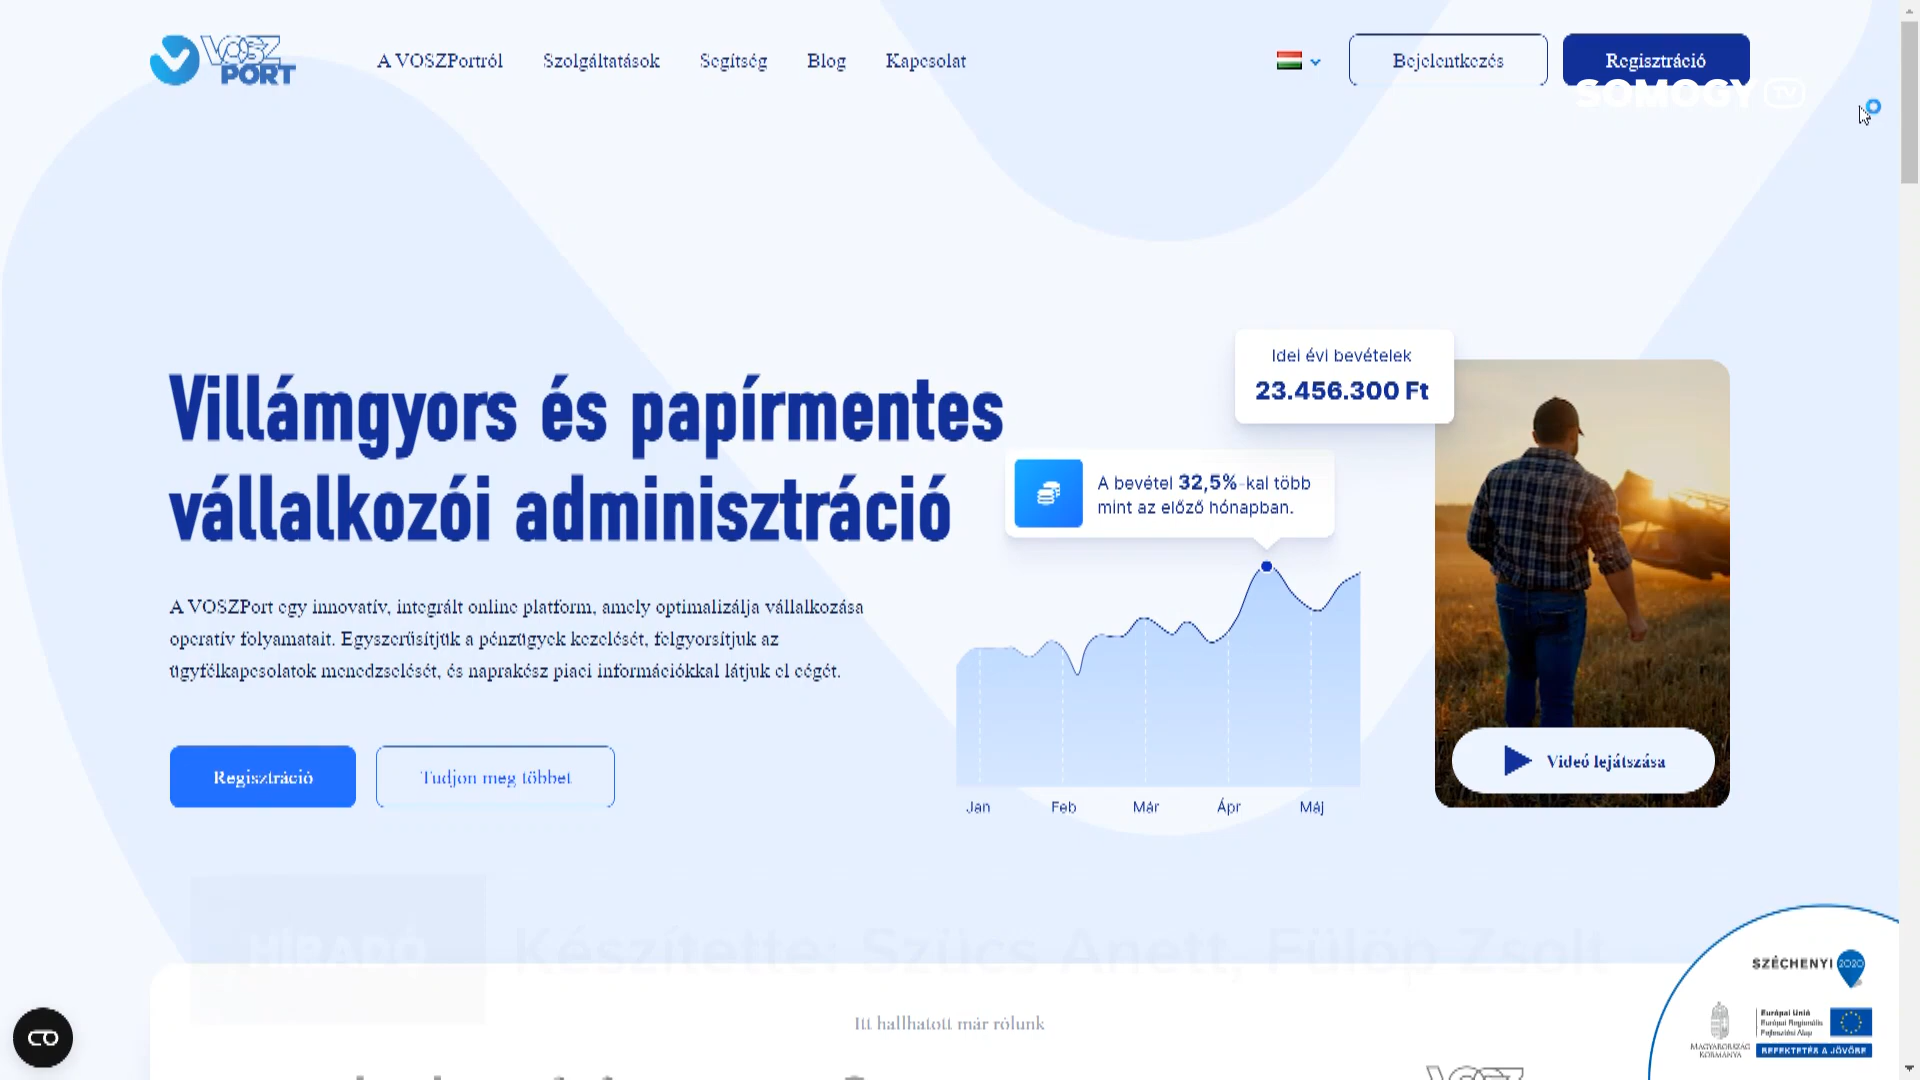 VOSZ
PORT
A VOSZPortról
Szolgáltatások
Segítség
Blog
Kapcsolat
Bejelentkezés
Regisztráció
SOMOGY TV
Villámgyors és papírmentes
vállalkozói adminisztráció
A VOSZPort egy innovatív, integrált online platform, amely optimalizálja vállalkozása
operatív folyamatait. Egyszerűsítjük a pénzügyek kezelését, felgyorsítjuk az
ügyfélkapcsolatok menedzselését, és naprakész piaci információkkal látjuk el cégét.
Regisztráció
Tudjon meg többet
Idei évi bevételek
23.456.300 Ft
A bevétel 32,5%-kal több
mint az előző hónapban.
Jan
Feb
Már
Ápr
Máj
Videó lejátszása
HÍRADÓ
Készítette: Szücs Anett, Fülöp Zsolt
Itt hallhatott már rólunk
SZÉCHENYI 2020
MAGYARORSZÁG
KORMÁNYA
Európai Unió
Európai Regionális
Fejlesztési Alap
BEFEKTETÉS A JÖVŐBE